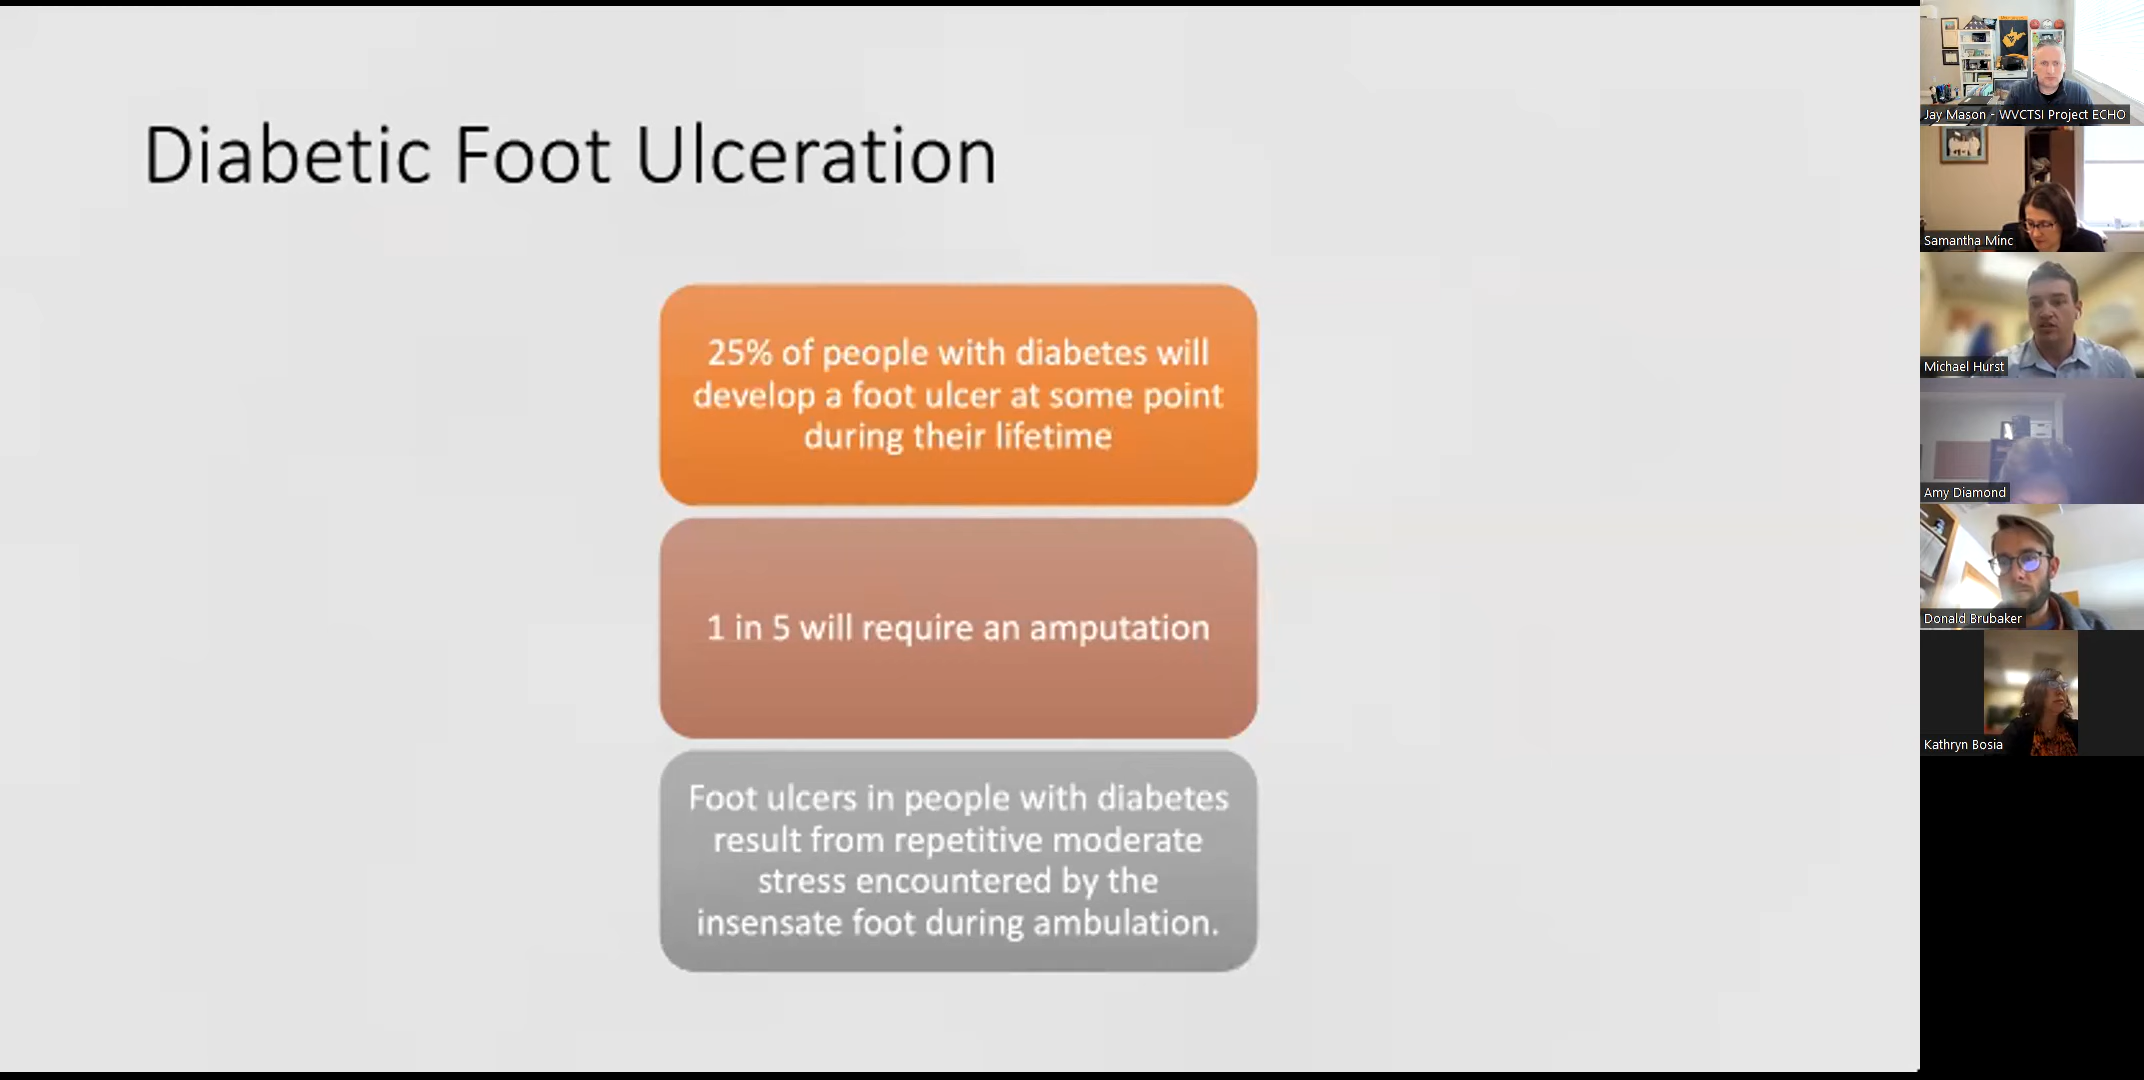 Diabetic Foot Ulceration
25% of people with diabetes will
develop a foot ulcer at some point
during their lifetime
1 in 5 will require an amputation
Foot ulcers in people with diabetes
result from repetitive moderate
stress encountered by the
insensate foot during ambulation.
Jay Mason - WVCTSI Project ECHO
Samantha Minc
Michael Hurst
Amy Diamond
Donald Brubaker
Kathryn Bosia